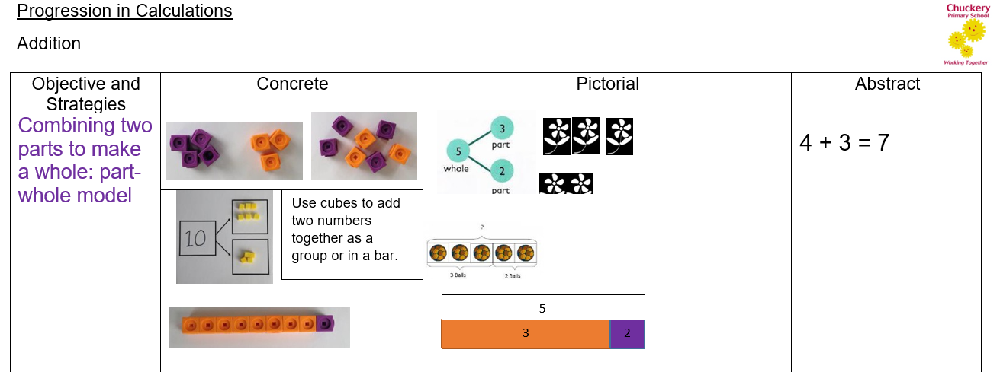 Progression in Calculations
Chuckery
Primary School
Working Together
Addition
Objective and
Strategies
Concrete
Pictorial
Abstract
Combining two
parts to make
a whole: part-
whole model
Use cubes to add
two numbers
together as a
group or in a bar.
10
3
part
5
whole
2
part
?
3 Balls
2 Balls
5
3
2
4 + 3 = 7